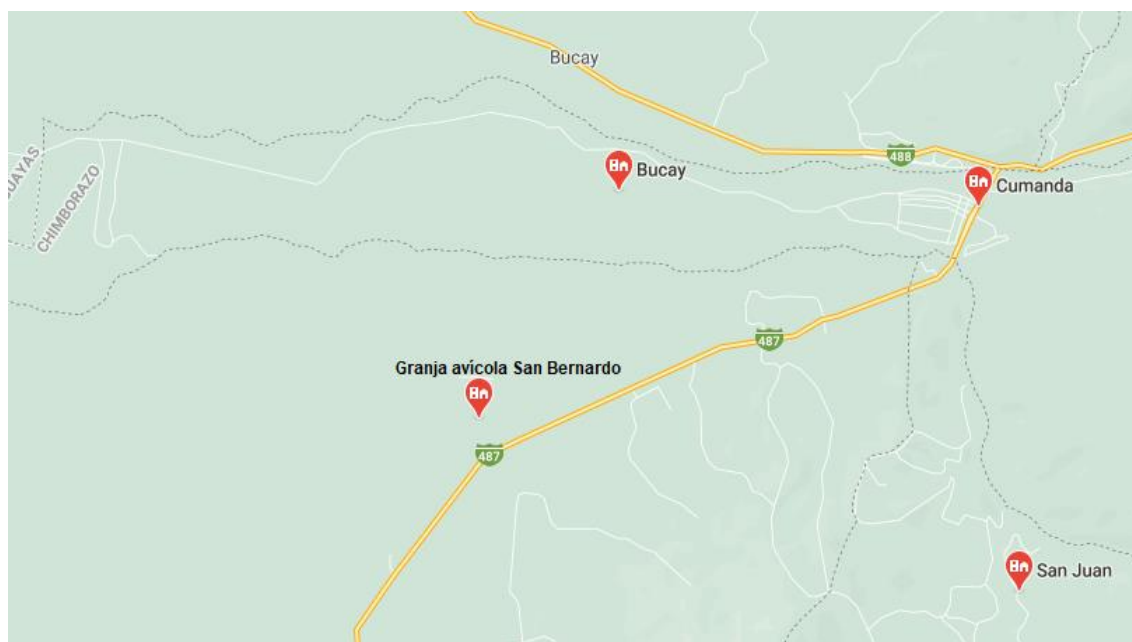 Bucay
488
GUAYAS
CHIMBORAZO
Bucay
Cumanda
487
Granja avícola San Bernardo
487
San Juan